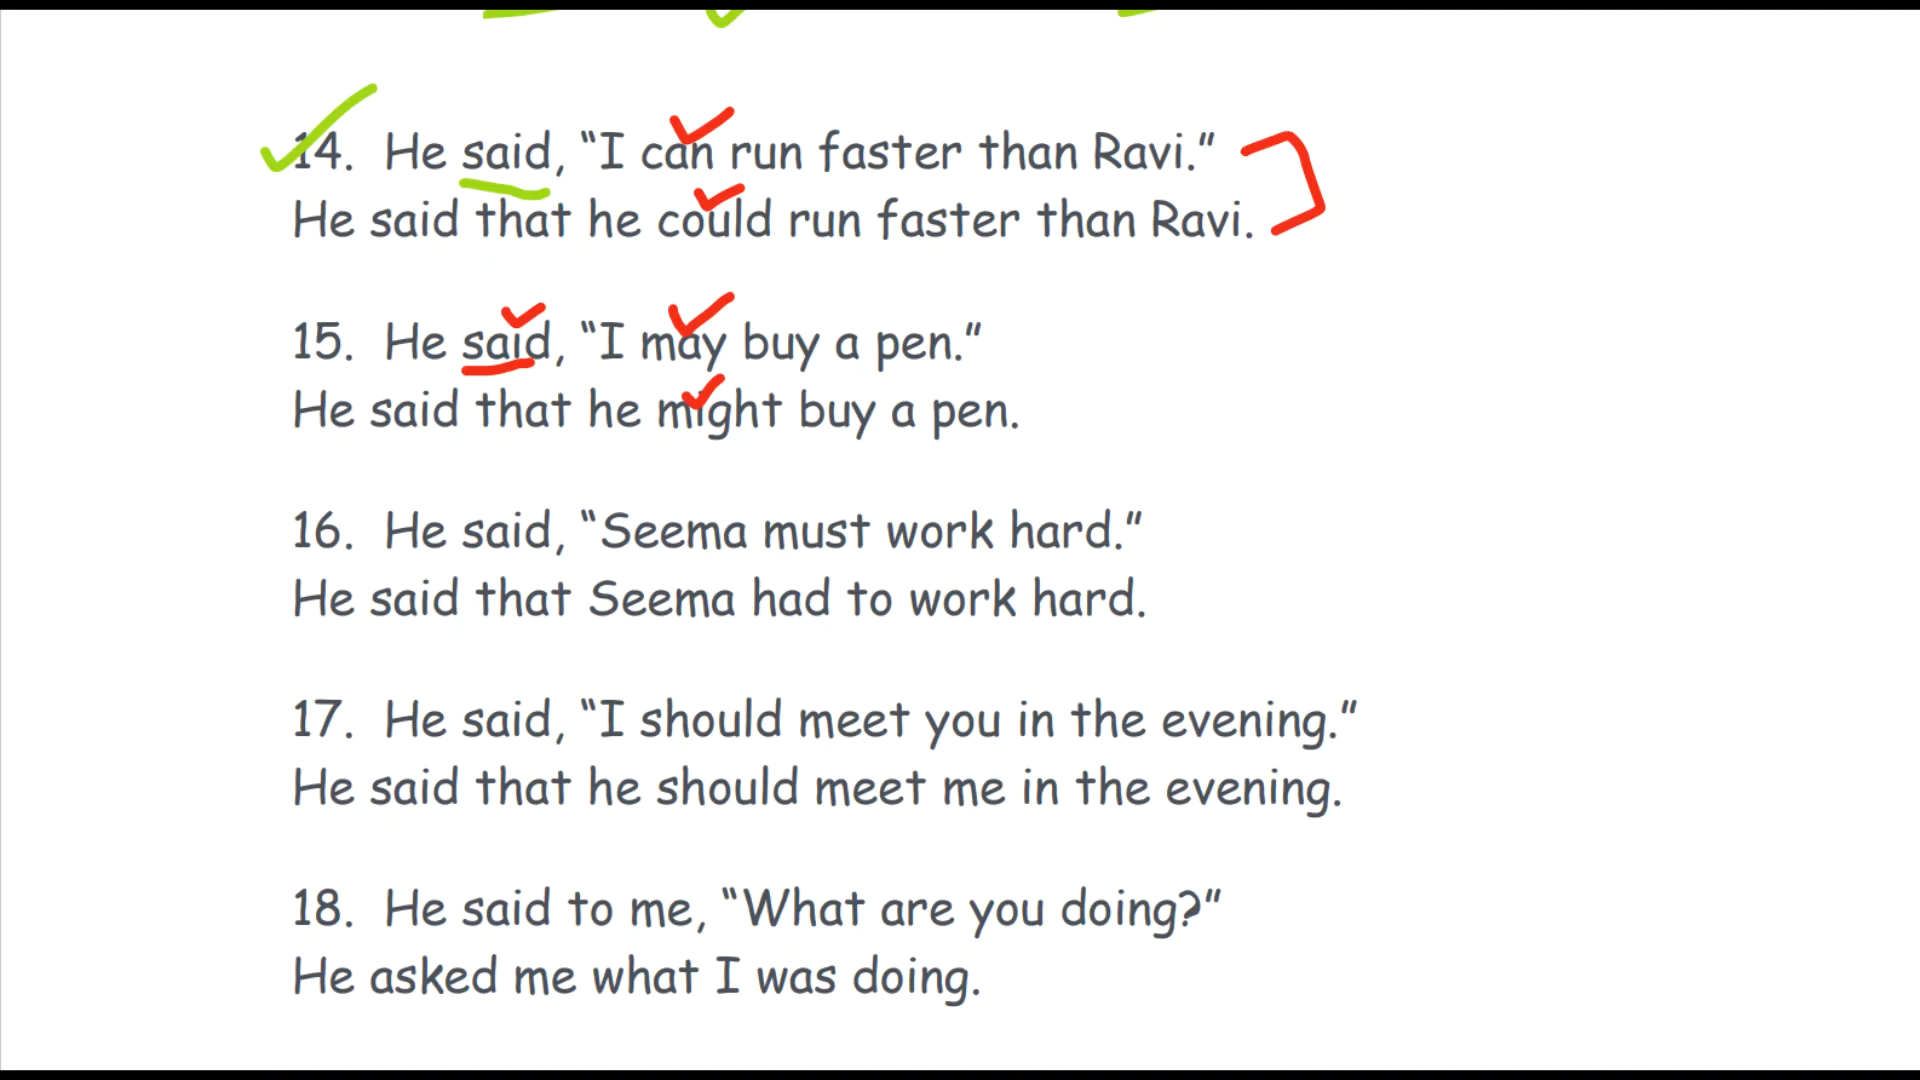 14. He said, “I can run faster than Ravi.”
He said that he could run faster than Ravi.
15. He said, “I may buy a pen.”
He said that he might buy a pen.
16. He said, “Seema must work hard.”
He said that Seema had to work hard.
17. He said, “I should meet you in the evening.”
He said that he should meet me in the evening.
18. He said to me, “What are you doing?”
He asked me what I was doing.